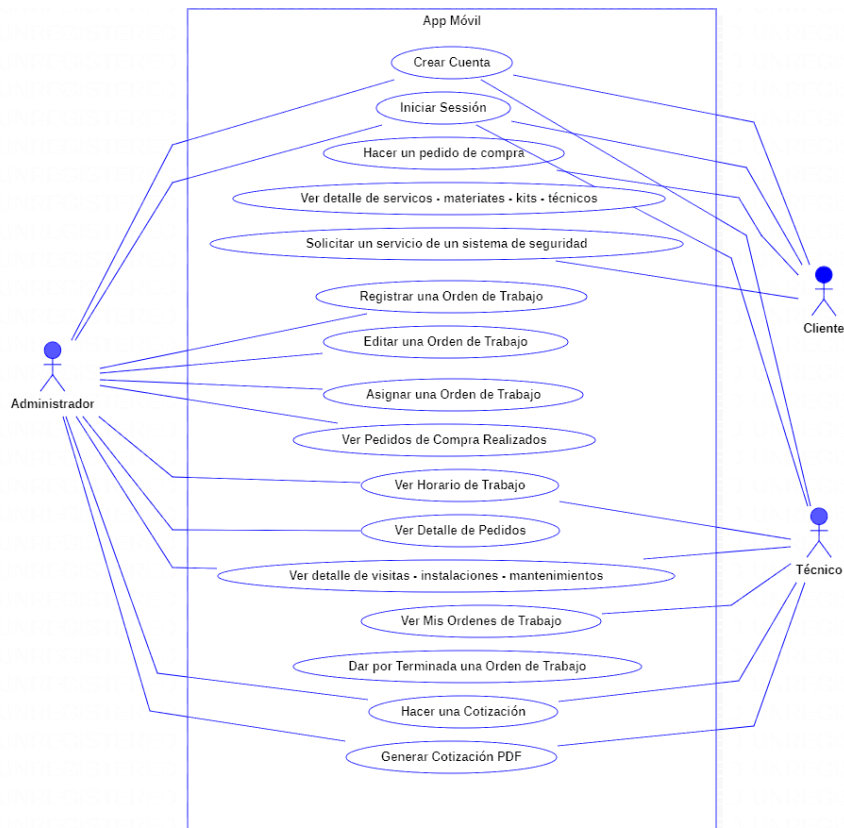 App Móvil
Crear Cuenta
Iniciar Sessión
Hacer un pedido de compra
Ver detalle de servicos - materiates - kits - técnicos
Solicitar un servicio de un sistema de seguridad
Cliente
Registrar una Orden de Trabajo
Editar una Orden de Trabajo
Administrador
Asignar una Orden de Trabajo
Ver Pedidos de Compra Realizados
Ver Horario de Trabajo
Ver Detalle de Pedidos
Técnico
Ver detalle de visitas - instalaciones - mantenimientos
Ver Mis Ordenes de Trabajo
Dar por Terminada una Orden de Trabajo
Hacer una Cotización
Generar Cotización PDF